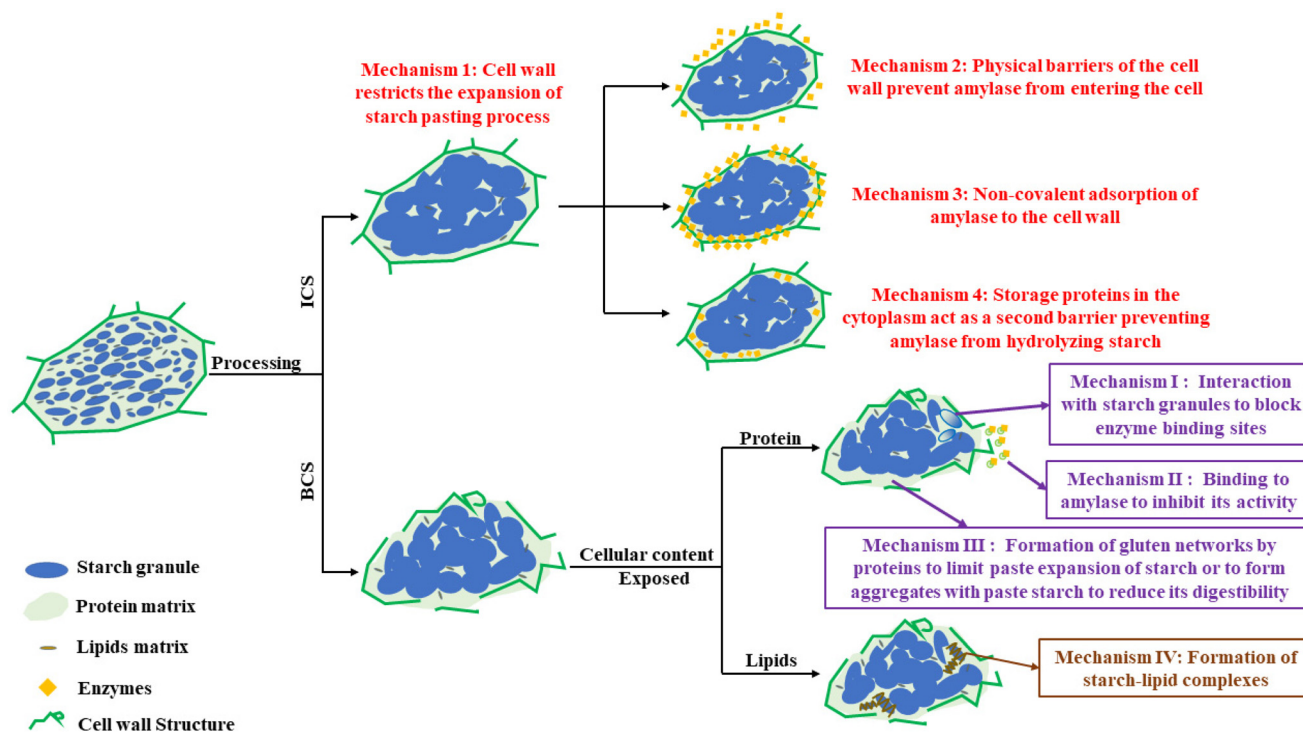 Mechanism 1: Cell wall
restricts the expansion of
starch pasting process
Mechanism 2: Physical barriers of the cell
wall prevent amylase from entering the cell
Mechanism 3: Non-covalent adsorption of
amylase to the cell wall
Mechanism 4: Storage proteins in the
cytoplasm act as a second barrier preventing
amylase from hydrolyzing starch
ICS
Processing
BCS
Protein
Mechanism I : Interaction
with starch granules to block
enzyme binding sites
Mechanism II : Binding to
amylase to inhibit its activity
Cellular content
Exposed
Mechanism III : Formation of gluten networks by
proteins to limit paste expansion of starch or to form
aggregates with paste starch to reduce its digestibility
Lipids
Mechanism IV: Formation of
starch-lipid complexes
Starch granule
Protein matrix
Lipids matrix
Enzymes
Cell wall Structure